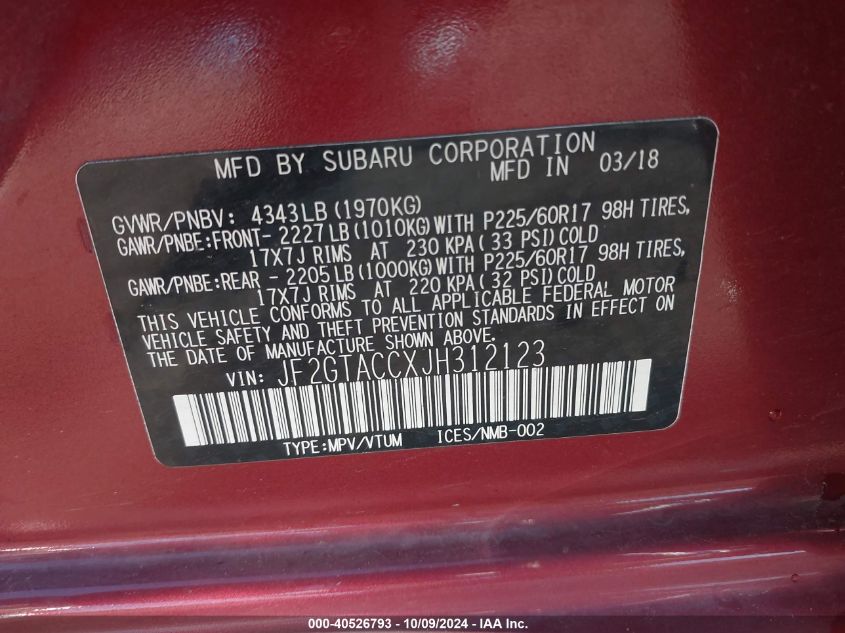 MFD BY SUBARU CORPORATION
MFD IN 03/18
GVWR/PNBV: 4343LB (1970KG)
GAWR/PNBE:FRONT- 2227LB (1010KG) WITH P225/60R17 98H TIRES,
17X7J RIMS AT 230 KPA ( 33 PSI) COLD
GAWR/PNBE:REAR - 2205LB (1000KG) WITH P225/60R17 98H TIRES,
17X7J RIMS AT 220 KPA ( 32 PSI) COLD
THIS VEHICLE CONFORMS TO ALL APPLICABLE FEDERAL MOTOR
VEHICLE SAFETY AND THEFT PREVENTION STANDARDS IN EFFECT ON
THE DATE OF MANUFACTURE SHOWN ABOVE.
VIN: JF2GTACCXJH312123
TYPE:MPV/VTUM ICES/NMB-002
000-40526793 - 10/09/2024 - IAA, Inc.